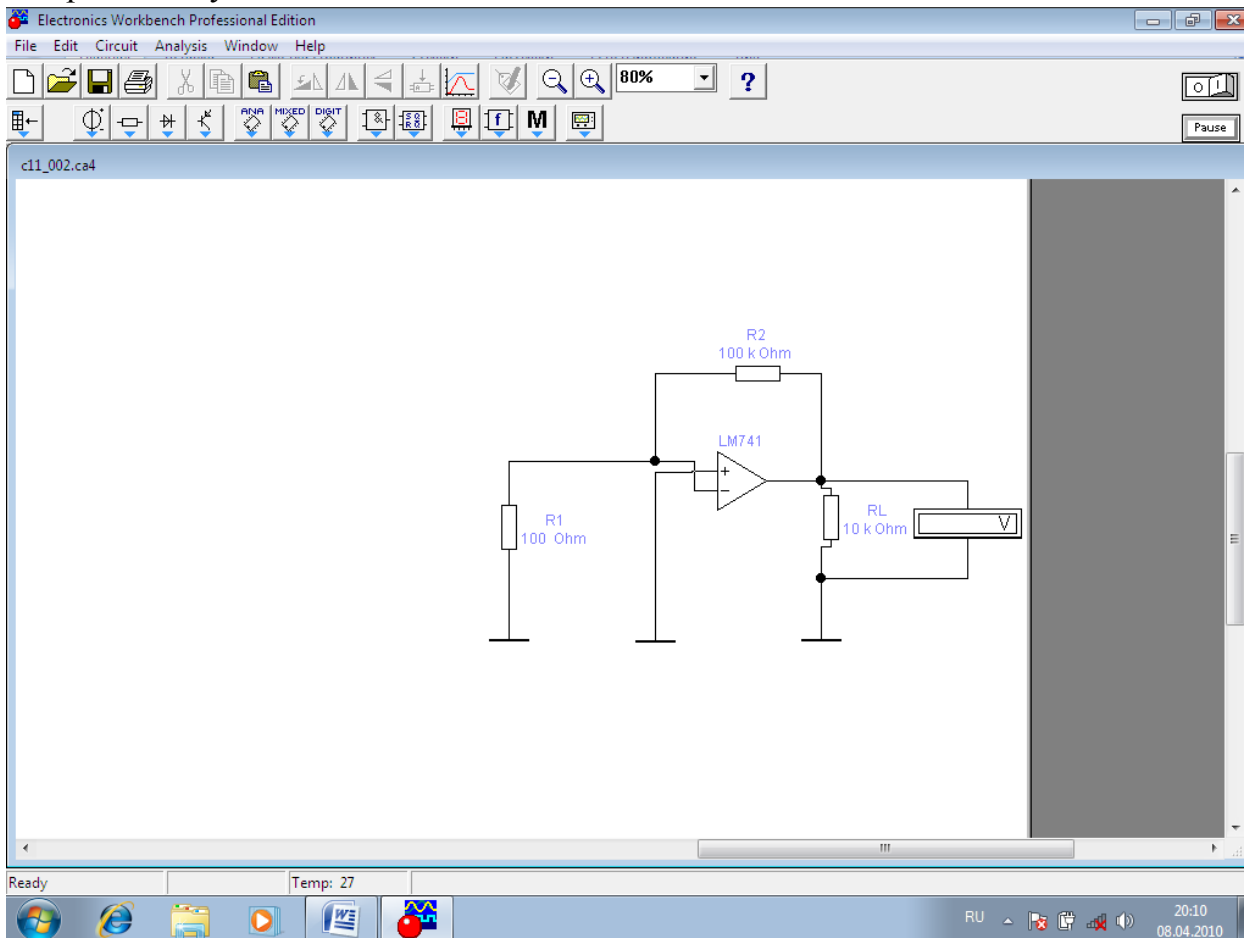 Electronics Workbench Professional Edition
File Edit Circuit Analysis Window Help
80%
?
ANA MIXED DIGIT
&
f
M
Pause
c11_002.ca4
R2
100 k Ohm
LM741
+
−
R1
100 Ohm
RL
10 k Ohm
V
Ready
Temp: 27
RU
20:10
08.04.2010